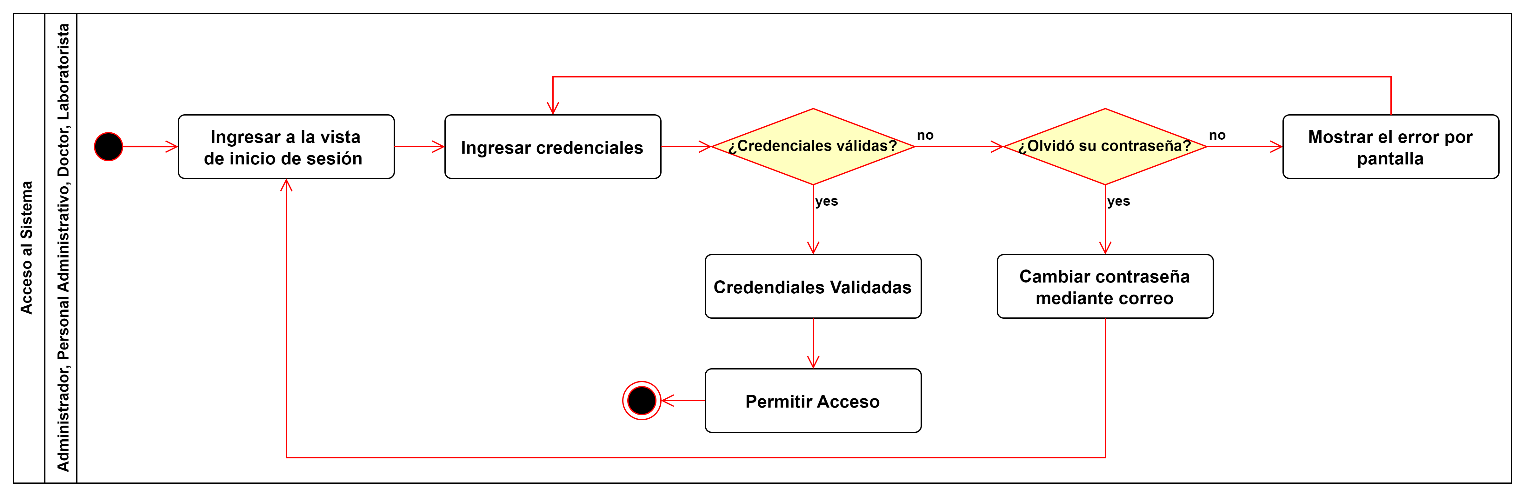 Acceso al Sistema
Administrador, Personal Administrativo, Doctor, Laboratorista
Ingresar a la vista
de inicio de sesión
Ingresar credenciales
¿Credenciales válidas?
no
¿Olvidó su contraseña?
no
Mostrar el error por
pantalla
yes
yes
Credendiales Validadas
Cambiar contraseña
mediante correo
Permitir Acceso